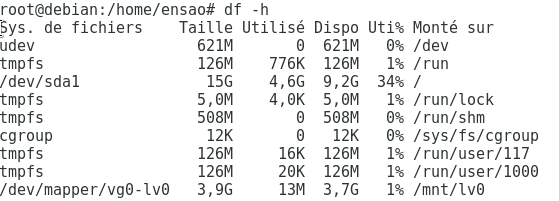 root@debian:/home/ensao# df -h
Sys. de fichiers Taille Utilisé Dispo Uti% Monté sur
udev 621M 0 621M 0% /dev
tmpfs 126M 776K 126M 1% /run
/dev/sda1 15G 4,6G 9,2G 34% /
tmpfs 5,0M 4,0K 5,0M 1% /run/lock
tmpfs 508M 0 508M 0% /run/shm
cgroup 12K 0 12K 0% /sys/fs/cgroup
tmpfs 126M 16K 126M 1% /run/user/117
tmpfs 126M 20K 126M 1% /run/user/1000
/dev/mapper/vg0-lv0 3,9G 13M 3,7G 1% /mnt/lv0